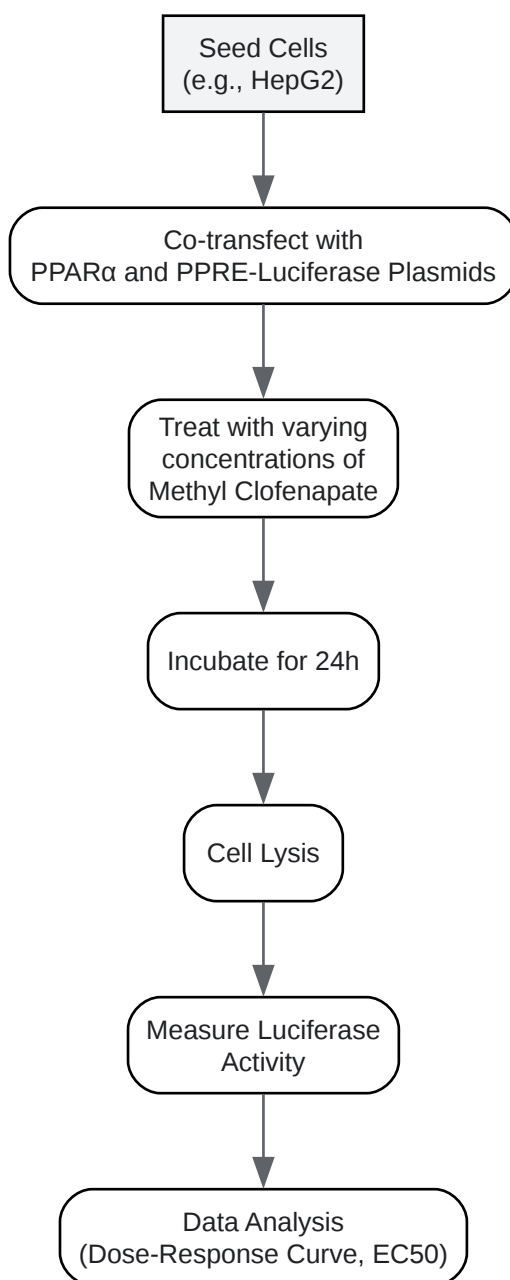 Seed Cells
(e.g., HepG2)
Co-transfect with
PPARα and PPRE-Luciferase Plasmids
Treat with varying
concentrations of
Methyl Clofenapate
Incubate for 24h
Cell Lysis
Measure Luciferase
Activity
Data Analysis
(Dose-Response Curve, EC50)